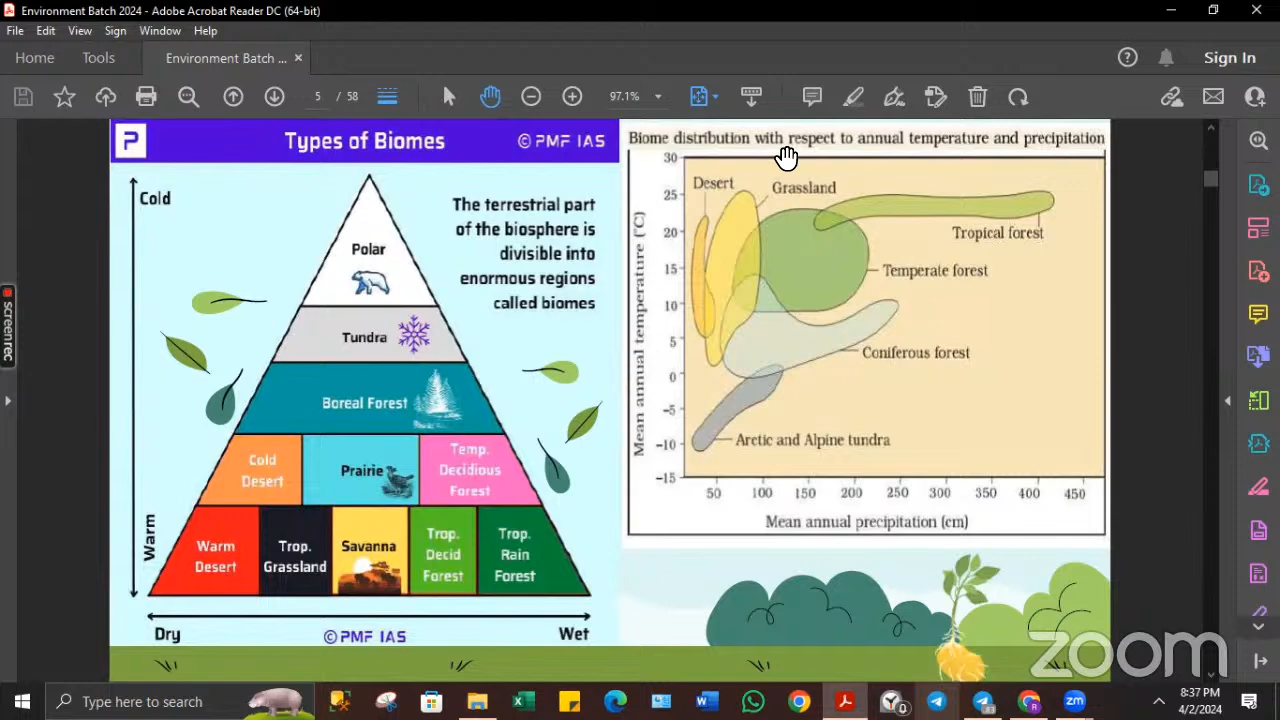 Environment Batch 2024 - Adobe Acrobat Reader DC (64-bit)
File Edit View Sign Window Help
Home Tools Environment Batch ... × Sign In
5 / 58 97.1%
P Types of Biomes © PMF IAS
Cold
The terrestrial part
of the biosphere is
divisible into
enormous regions
called biomes
Polar
Tundra
Boreal Forest
Cold
Desert
Prairie
Temp.
Decidious
Forest
Warm
Warm
Desert
Trop.
Grassland
Savanna
Trop.
Decid
Forest
Trop.
Rain
Forest
Dry © PMF IAS Wet
Biome distribution with respect to annual temperature and precipitation
Mean annual temperature (°C)
30
25
20
15
10
5
0
-5
-10
-15
Desert
Grassland
Tropical forest
Temperate forest
Coniferous forest
Arctic and Alpine tundra
50 100 150 200 250 300 350 400 450
Mean annual precipitation (cm)
screenrec
zoom
Type here to search
zm
8:37 PM
4/2/2024